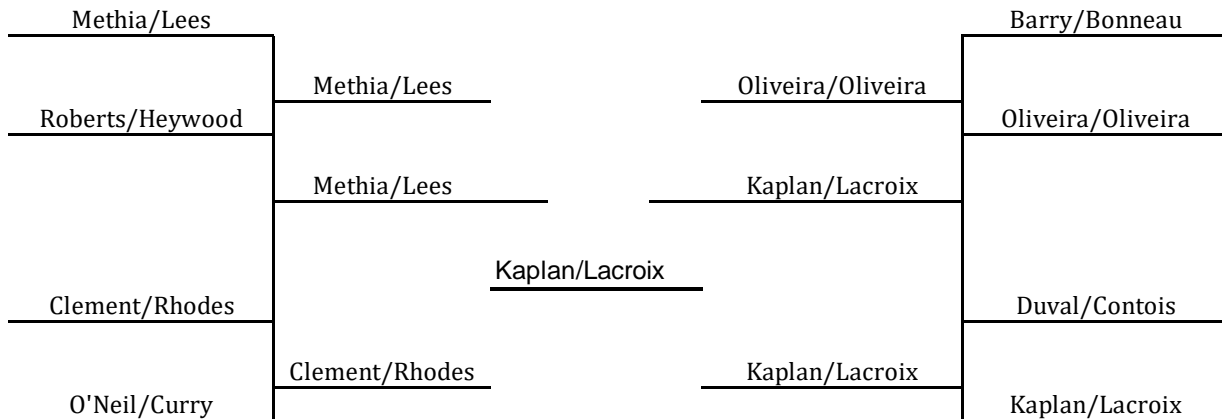 Methia/Lees
Barry/Bonneau
Methia/Lees
Oliveira/Oliveira
Roberts/Heywood
Oliveira/Oliveira
Methia/Lees
Kaplan/Lacroix
Kaplan/Lacroix
Clement/Rhodes
Duval/Contois
Clement/Rhodes
Kaplan/Lacroix
O'Neil/Curry
Kaplan/Lacroix